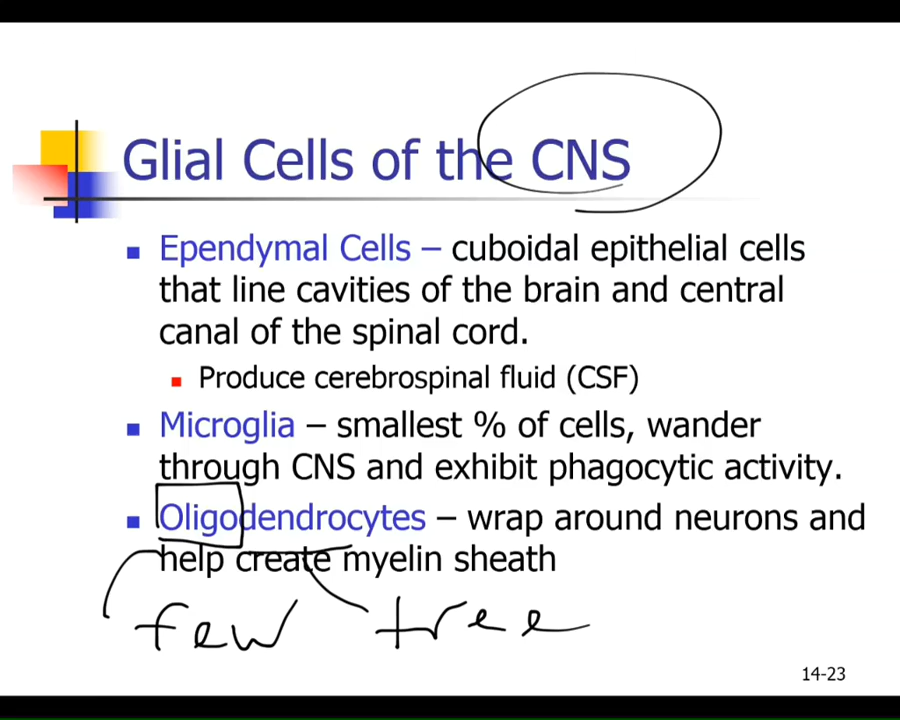 Glial Cells of the CNS
Ependymal Cells – cuboidal epithelial cells
that line cavities of the brain and central
canal of the spinal cord.
Produce cerebrospinal fluid (CSF)
Microglia – smallest % of cells, wander
through CNS and exhibit phagocytic activity.
Oligodendrocytes – wrap around neurons and
help create myelin sheath
few tree
14-23